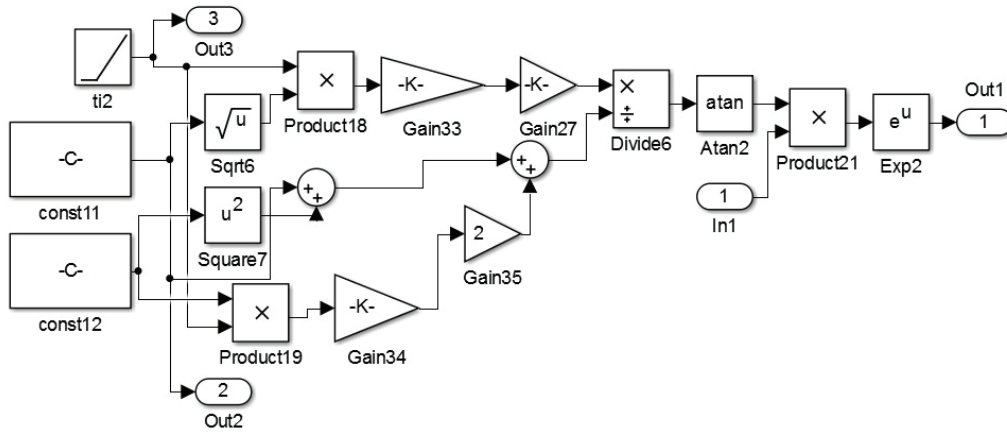 3
Out3
ti2
×
Product18
-K-
Gain33
-K-
Gain27
×
÷
Divide6
atan
Atan2
×
Product21
e^u
Exp2
Out1
1
√u
Sqrt6
-C-
const11
+
+
+
+
1
In1
u²
Square7
2
Gain35
-C-
const12
×
Product19
-K-
Gain34
2
Out2